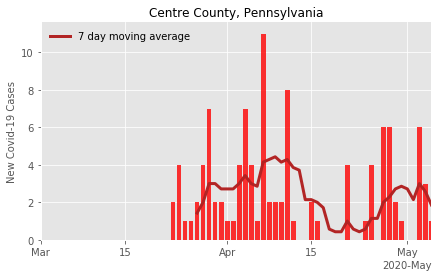 Centre County, Pennsylvania
7 day moving average
New Covid-19 Cases
10
8
6
4
2
0
Mar 15 Apr 15 May
2020-May